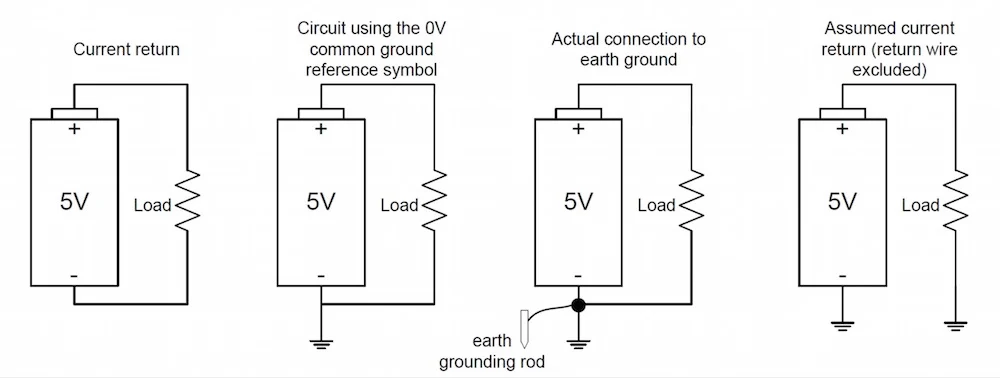 Current return
Circuit using the 0V
common ground
reference symbol
Actual connection to
earth ground
Assumed current
return (return wire
excluded)
+
5V
Load
-
+
5V
Load
-
+
5V
Load
-
earth
grounding rod
+
5V
Load
-